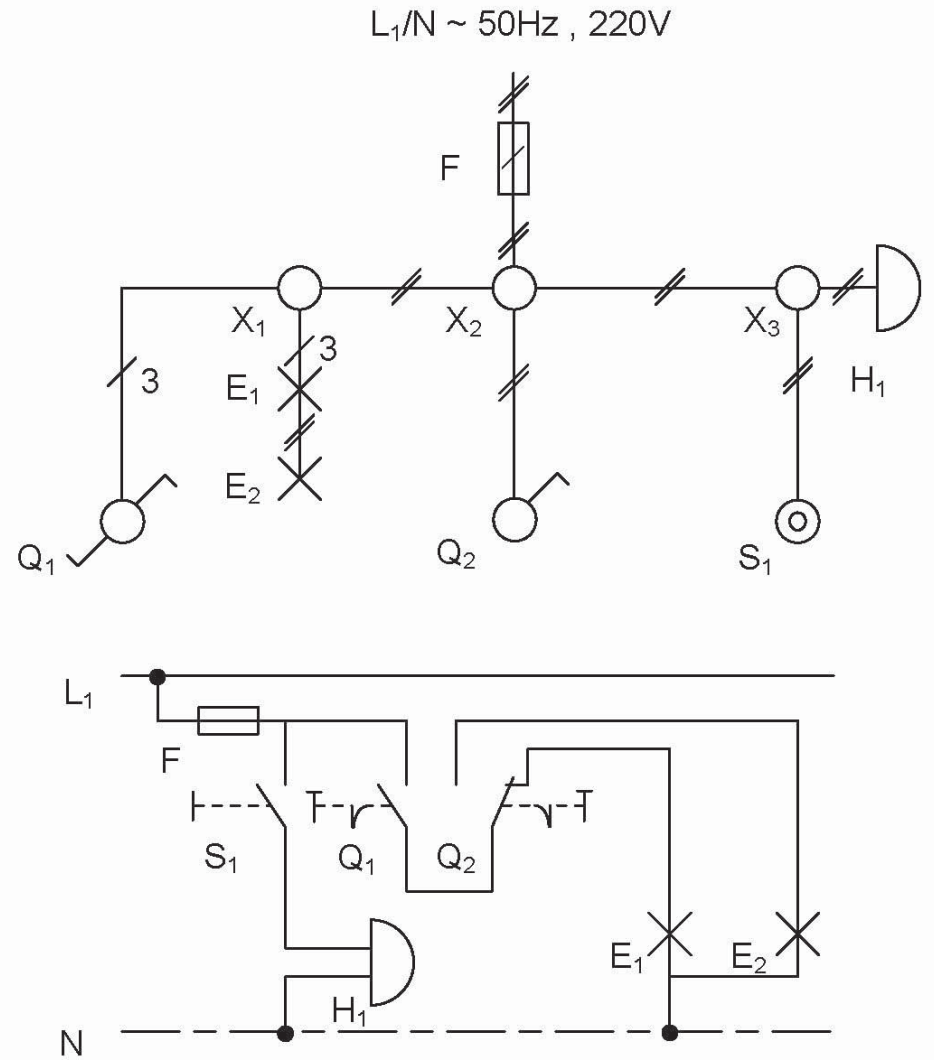 L₁/N ~ 50Hz , 220V
F
X₁
X₂
X₃
3
3
H₁
E₁
E₂
Q₁
Q₂
S₁
L₁
F
S₁
Q₁
Q₂
E₁
E₂
H₁
N